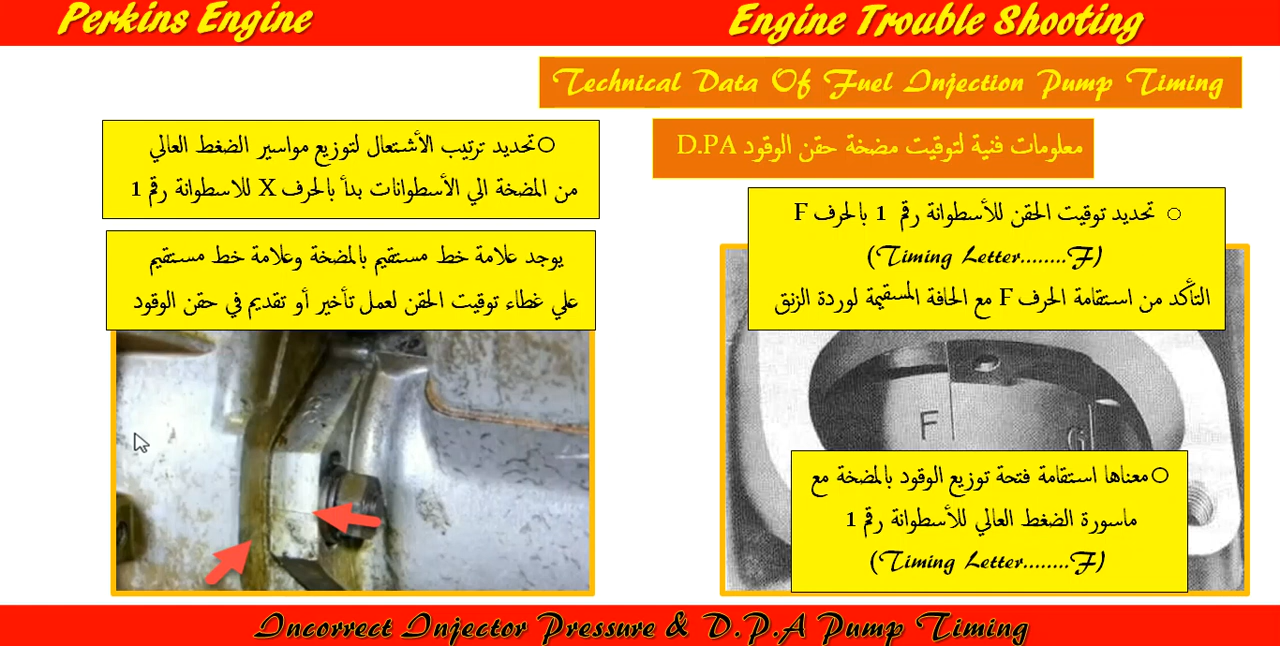 Perkins Engine
Engine Trouble Shooting
Technical Data Of Fuel Injection Pump Timing
معلومات فنية لتوقيت مضخة حقن الوقود D.PA
○ تحديد توقيت الحقن للأسطوانة رقم 1 بالحرف F
(Timing Letter........F)
التأكد من استقامة الحرف F مع الحافة المسقيمة لوردة الزنق
F
G
○معناها استقامة فتحة توزيع الوقود بالمضخة مع
ماسورة الضغط العالي للأسطوانة رقم 1
(Timing Letter........F)
○تحديد ترتيب الأشتعال لتوزيع مواسير الضغط العالي
من المضخة الي الأسطوانات بدأ بالحرف X للاسطوانة رقم 1
يوجد علامة خط مستقيم بالمضخة وعلامة خط مستقيم
علي غطاء توقيت الحقن لعمل تأخير أو تقديم في حقن الوقود
Incorrect Injector Pressure & D.P.A Pump Timing